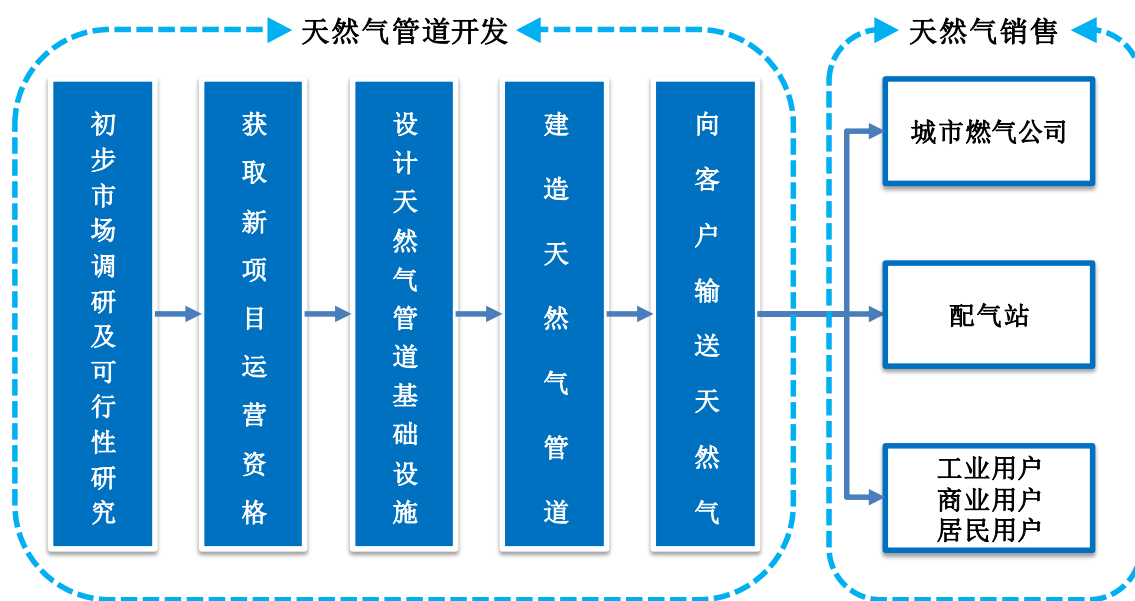 天然气管道开发
天然气销售
初步市场调研及可行性研究
获取新项目运营资格
设计天然气管道基础设施
建造天然气管道
向客户输送天然气
城市燃气公司
配气站
工业用户
商业用户
居民用户